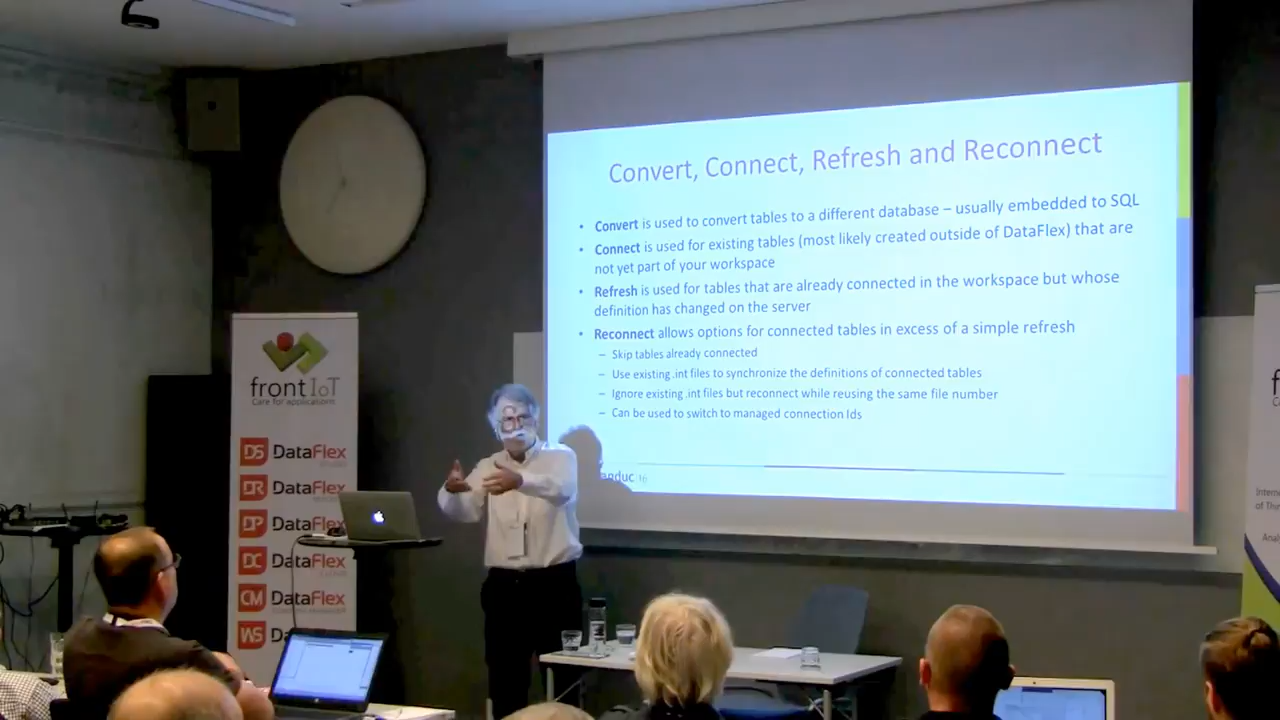 Convert, Connect, Refresh and Reconnect
• Convert is used to convert tables to a different database – usually embedded to SQL
• Connect is used for existing tables (most likely created outside of DataFlex) that are
not yet part of your workspace
• Refresh is used for tables that are already connected in the workspace but whose
definition has changed on the server
• Reconnect allows options for connected tables in excess of a simple refresh
– Skip tables already connected
– Use existing .int files to synchronize the definitions of connected tables
– Ignore existing .int files but reconnect while reusing the same file number
– Can be used to switch to managed connection Ids
16
frontIoT
Care for applications
DS DataFlex
DR DataFlex
DP DataFlex
DC DataFlex
CM DataFlex
WS
of Thin